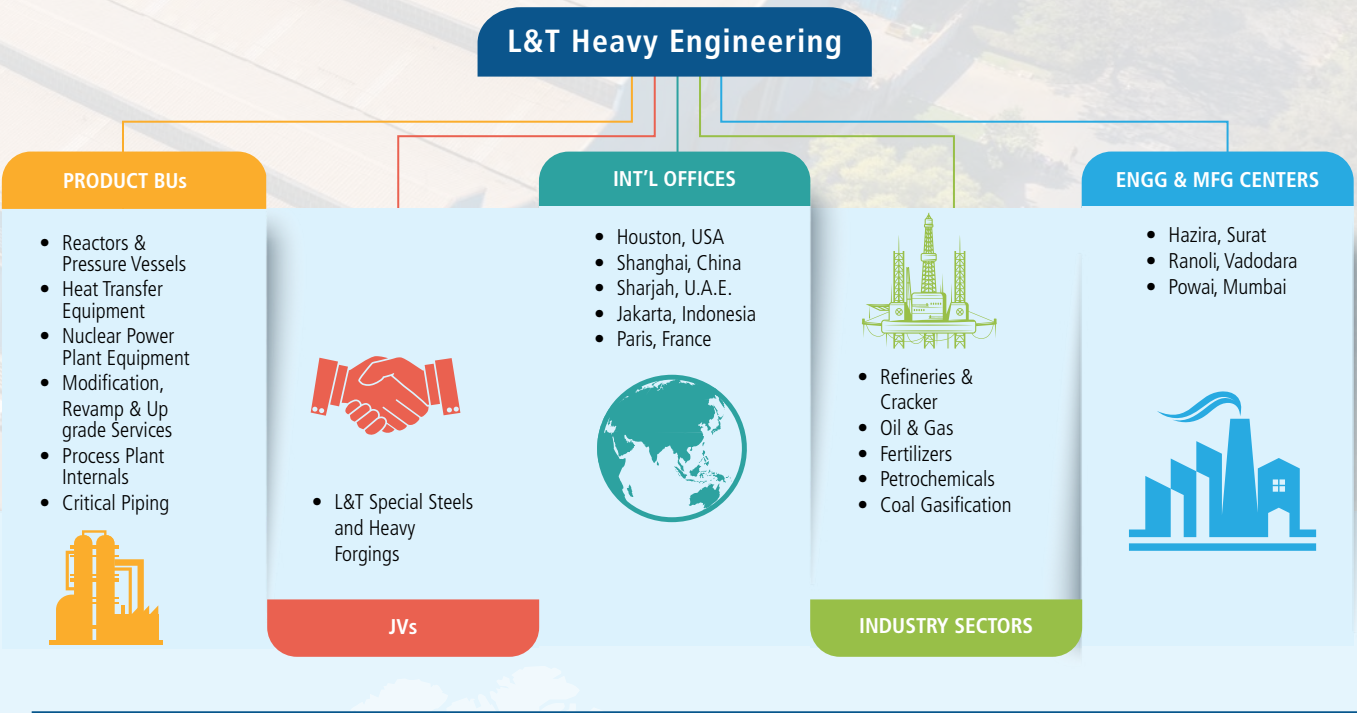 L&T Heavy Engineering
PRODUCT BUs
• Reactors &
Pressure Vessels
• Heat Transfer
Equipment
• Nuclear Power
Plant Equipment
• Modification,
Revamp & Up
grade Services
• Process Plant
Internals
• Critical Piping
• L&T Special Steels
and Heavy
Forgings
JVs
INT'L OFFICES
• Houston, USA
• Shanghai, China
• Sharjah, U.A.E.
• Jakarta, Indonesia
• Paris, France
• Refineries &
Cracker
• Oil & Gas
• Fertilizers
• Petrochemicals
• Coal Gasification
INDUSTRY SECTORS
ENGG & MFG CENTERS
• Hazira, Surat
• Ranoli, Vadodara
• Powai, Mumbai